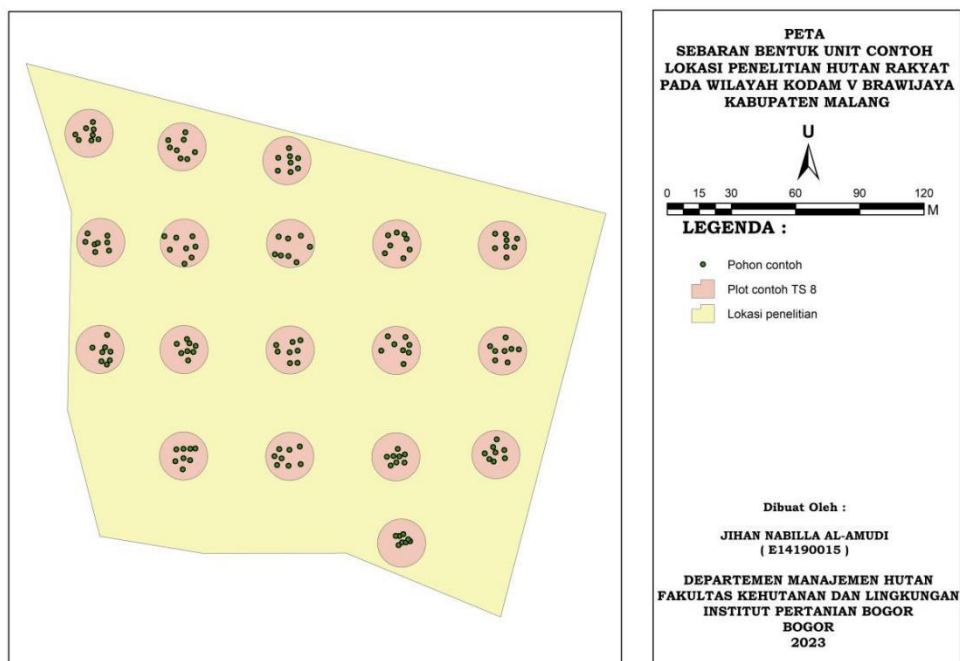 PETA
SEBARAN BENTUK UNIT CONTOH
LOKASI PENELITIAN HUTAN RAKYAT
PADA WILAYAH KODAM V BRAWIJAYA
KABUPATEN MALANG
U
0 15 30 60 90 120
M
LEGENDA :
Pohon contoh
Plot contoh TS 8
Lokasi penelitian
Dibuat Oleh :
JIHAN NABILLA AL-AMUDI
( E14190015 )
DEPARTEMEN MANAJEMEN HUTAN
FAKULTAS KEHUTANAN DAN LINGKUNGAN
INSTITUT PERTANIAN BOGOR
BOGOR
2023